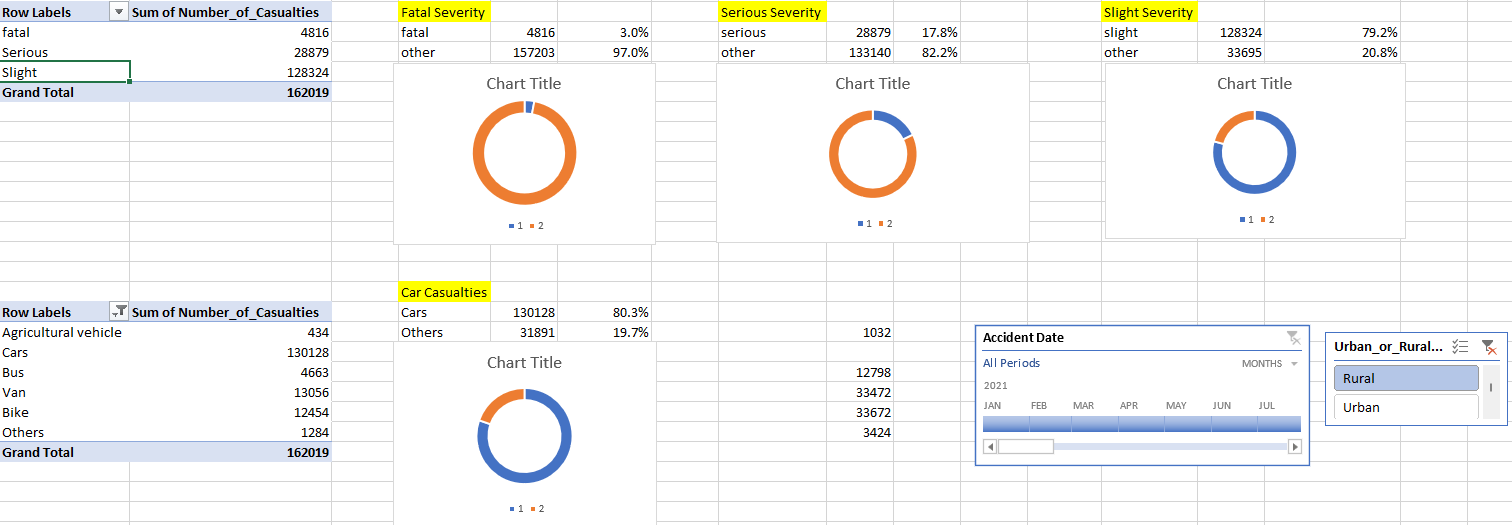 Row Labels Sum of Number_of_Casualties Fatal Severity Serious Severity Slight Severity
fatal 4816 fatal 4816 3.0% serious 28879 17.8% slight 128324 79.2%
Serious 28879 other 157203 97.0% other 133140 82.2% other 33695 20.8%
Slight 128324
Grand Total 162019
Chart Title Chart Title Chart Title
1 2 1 2 1 2
Car Casualties
Row Labels Sum of Number_of_Casualties Cars 130128 80.3%
Agricultural vehicle 434 Others 31891 19.7% 1032
Cars 130128
Bus 4663 12798
Van 13056 33472
Bike 12454 33672
Others 1284 3424
Grand Total 162019
Chart Title
1 2
Accident Date
All Periods MONTHS
2021
JAN FEB MAR APR MAY JUN JUL
Urban_or_Rural...
Rural
Urban